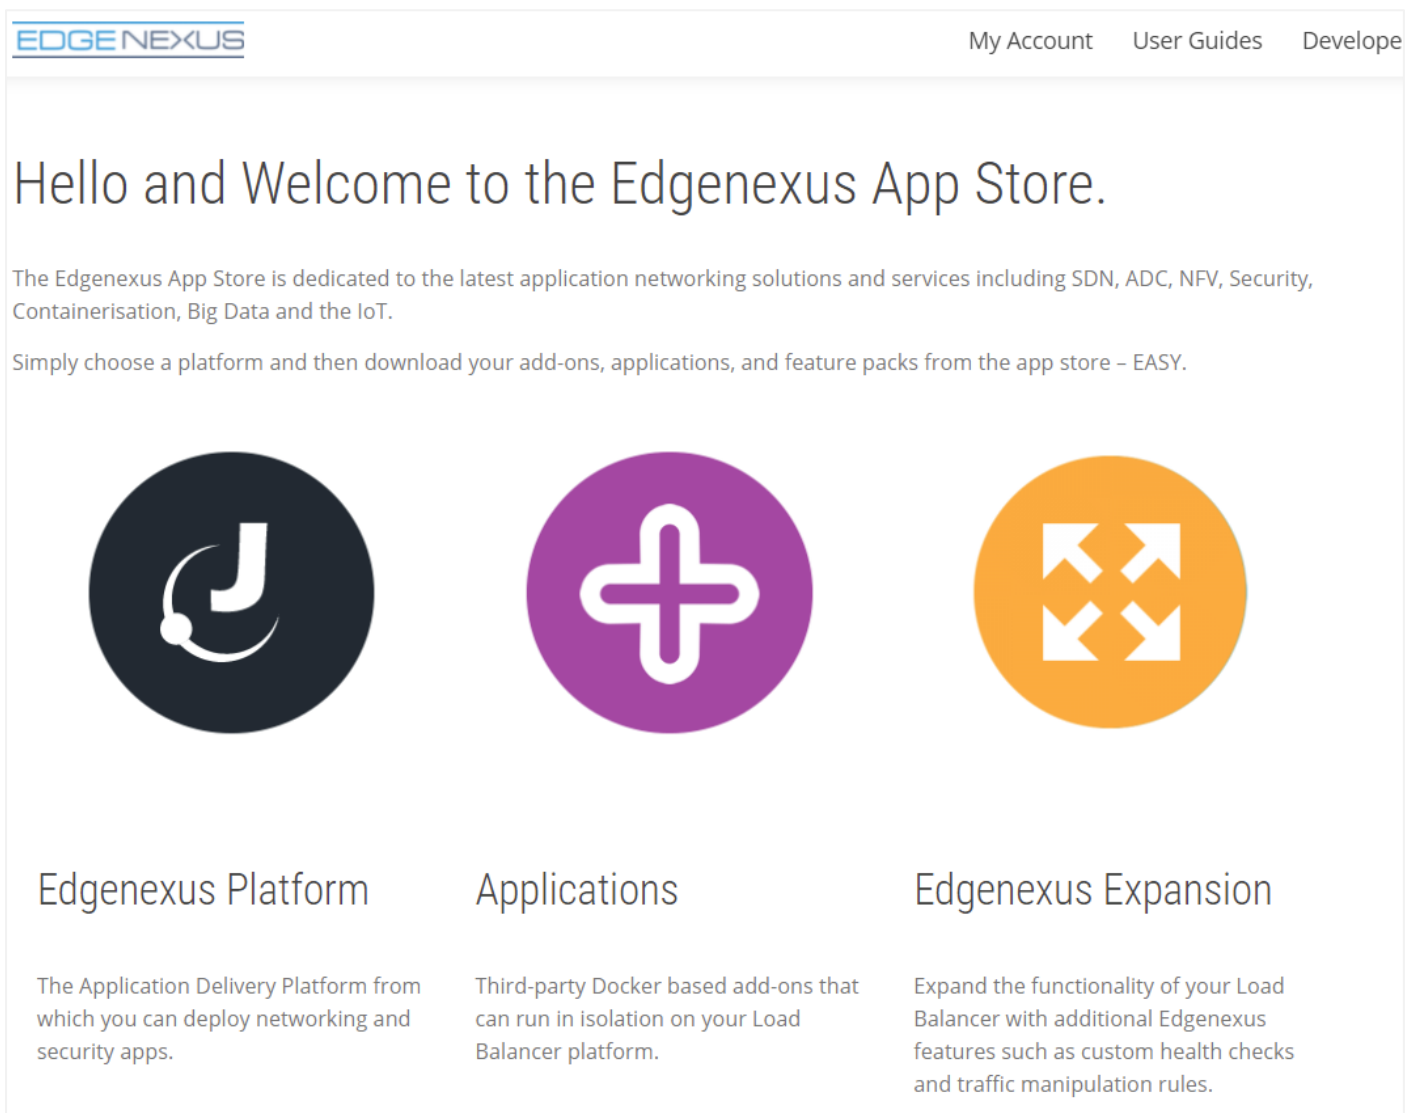 EDGENEXUS
My Account User Guides Develope
Hello and Welcome to the Edgenexus App Store.
The Edgenexus App Store is dedicated to the latest application networking solutions and services including SDN, ADC, NFV, Security,
Containerisation, Big Data and the IoT.
Simply choose a platform and then download your add-ons, applications, and feature packs from the app store – EASY.
J
Edgenexus Platform
The Application Delivery Platform from
which you can deploy networking and
security apps.
Applications
Third-party Docker based add-ons that
can run in isolation on your Load
Balancer platform.
Edgenexus Expansion
Expand the functionality of your Load
Balancer with additional Edgenexus
features such as custom health checks
and traffic manipulation rules.